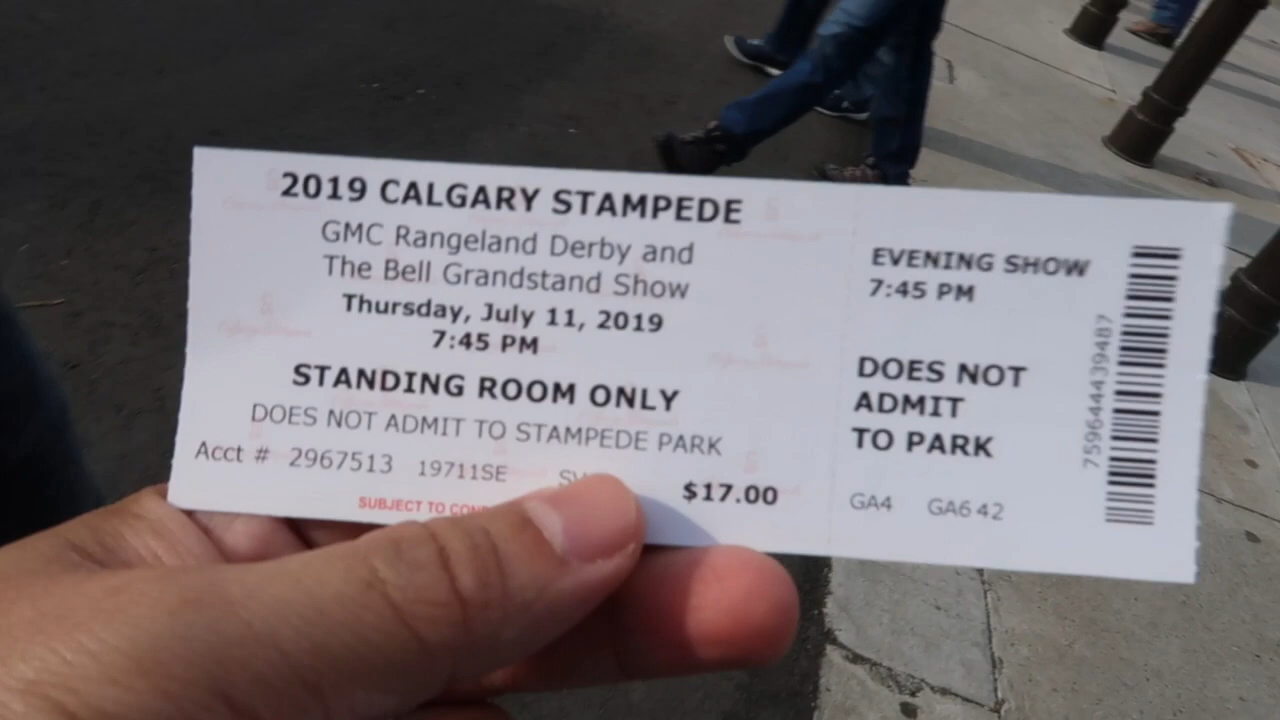 2019 CALGARY STAMPEDE
GMC Rangeland Derby and
The Bell Grandstand Show
Thursday, July 11, 2019
7:45 PM
STANDING ROOM ONLY
DOES NOT ADMIT TO STAMPEDE PARK
Acct # 2967513 19711SE $17.00
SUBJECT TO
EVENING SHOW
7:45 PM
DOES NOT
ADMIT
TO PARK
GA4 GA6 42
759644439487